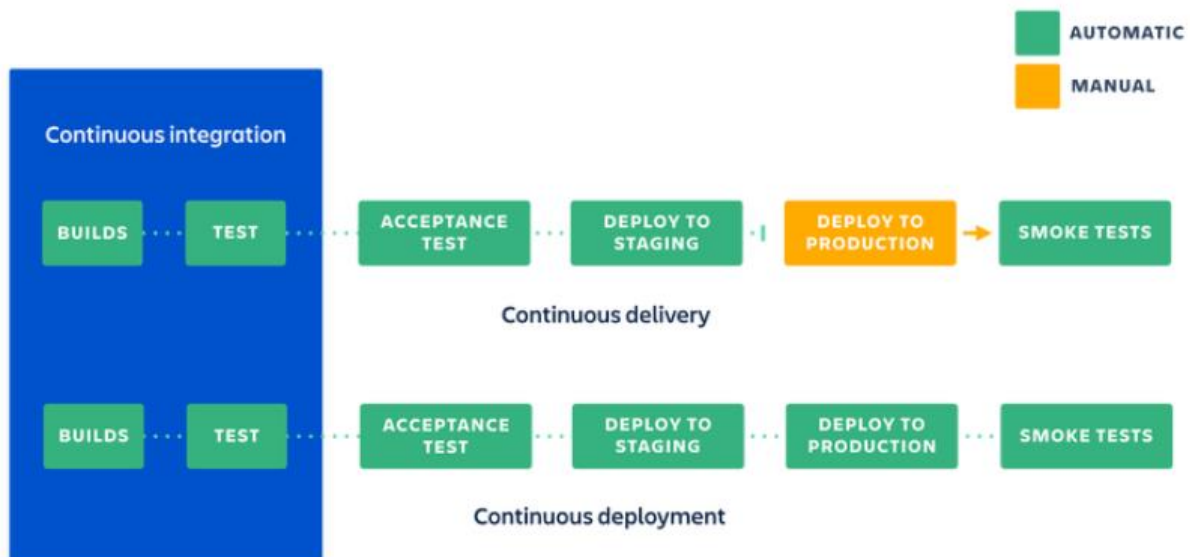 AUTOMATIC
MANUAL
Continuous integration
BUILDS
TEST
ACCEPTANCE
TEST
DEPLOY TO
STAGING
DEPLOY TO
PRODUCTION
SMOKE TESTS
Continuous delivery
BUILDS
TEST
ACCEPTANCE
TEST
DEPLOY TO
STAGING
DEPLOY TO
PRODUCTION
SMOKE TESTS
Continuous deployment